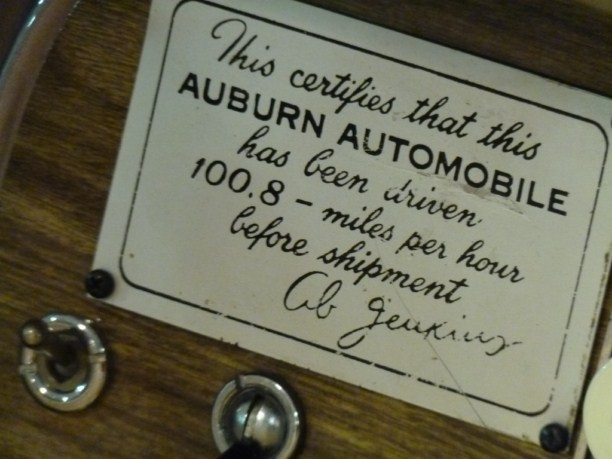 This certifies that this
AUBURN AUTOMOBILE
has been driven
100.8 - miles per hour
before shipment
Ab Jenkins